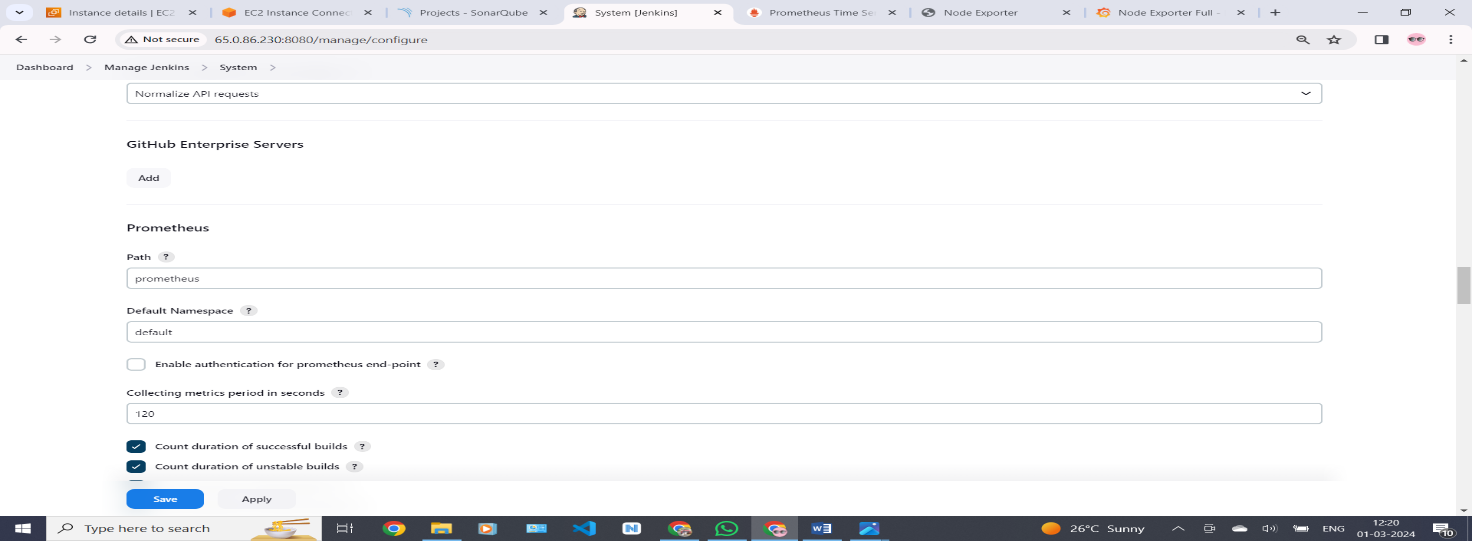 Instance details | EC2
EC2 Instance Connec
Projects - SonarQube
System [Jenkins]
Prometheus Time Se
Node Exporter
Node Exporter Full -
Not secure
65.0.86.230:8080/manage/configure
Dashboard > Manage Jenkins > System >
Normalize API requests
GitHub Enterprise Servers
Add
Prometheus
Path ?
prometheus
Default Namespace ?
default
Enable authentication for prometheus end-point ?
Collecting metrics period in seconds ?
120
Count duration of successful builds ?
Count duration of unstable builds ?
Save
Apply
Type here to search
26°C Sunny
ENG
12:20
01-03-2024
10